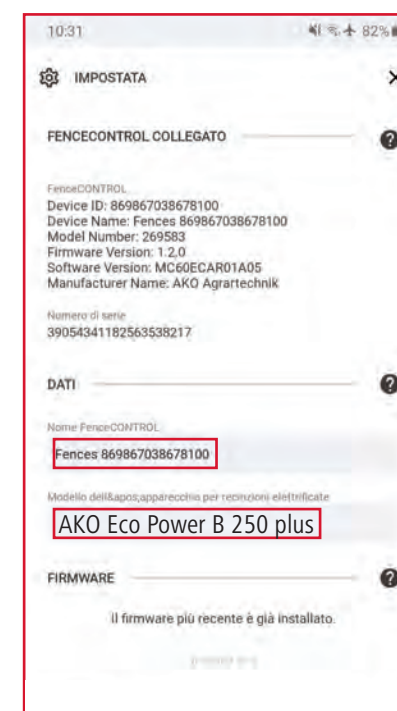 10:31 82%
IMPOSTATA
FENCECONTROL COLLEGATO
FenceCONTROL
Device ID: 869867038678100
Device Name: Fences 869867038678100
Model Number: 269583
Firmware Version: 1.2.0
Software Version: MC60ECAR01A05
Manufacturer Name: AKO Agrartechnik
Numero di serie
39054341182563538217
DATI
Nome FenceCONTROL
Fences 869867038678100
Modello dell&apos;apparecchio per recinzioni elettrificate
AKO Eco Power B 250 plus
FIRMWARE
Il firmware più recente è già installato.